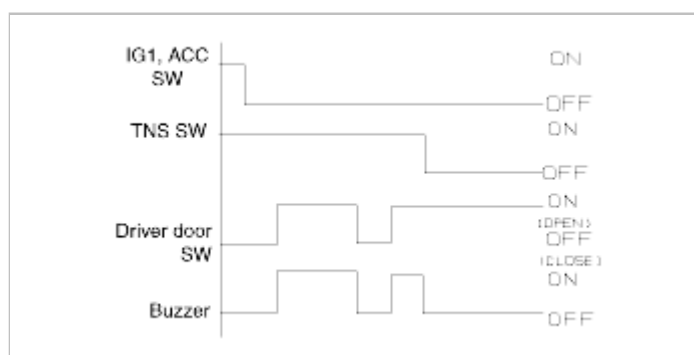 IG1, ACC
SW
ON
OFF
TNS SW
ON
OFF
Driver door
SW
ON
(OPEN)
OFF
(CLOSE)
Buzzer
ON
OFF